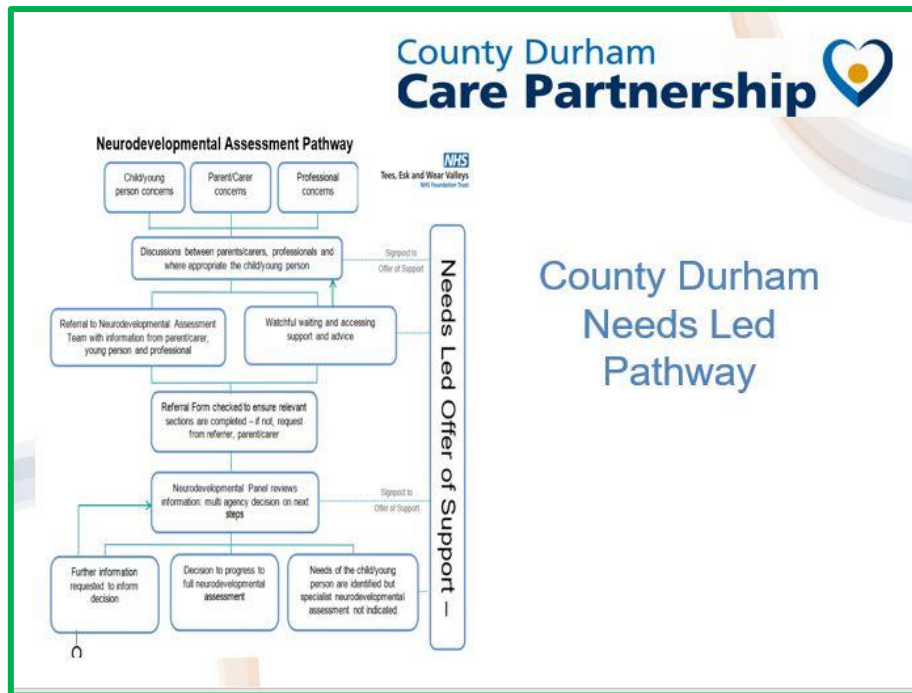 County Durham
Care Partnership
Neurodevelopmental Assessment Pathway
NHS
Tees, Esk and Wear Valleys
NHS Foundation Trust
Child/young
person concerns
Parent/Carer
concerns
Professional
concerns
Discussions between parents/carers, professionals and
where appropriate the child/young person
Signpost to
Offer of Support
Referral to Neurodevelopmental Assessment
Team with information from parent/carer,
young person and professional
Watchful waiting and accessing
support and advice
Referral Form checked to ensure relevant
sections are completed – if not, request
from referrer, parent/carer
Neurodevelopmental Panel reviews
information: multi agency decision on next
steps
Signpost to
Offer of Support
Further information
requested to inform
decision
Decision to progress to
full neurodevelopmental
assessment
Needs of the child/young
person are identified but
specialist neurodevelopmental
assessment not indicated
Needs Led Offer of Support –
County Durham
Needs Led
Pathway